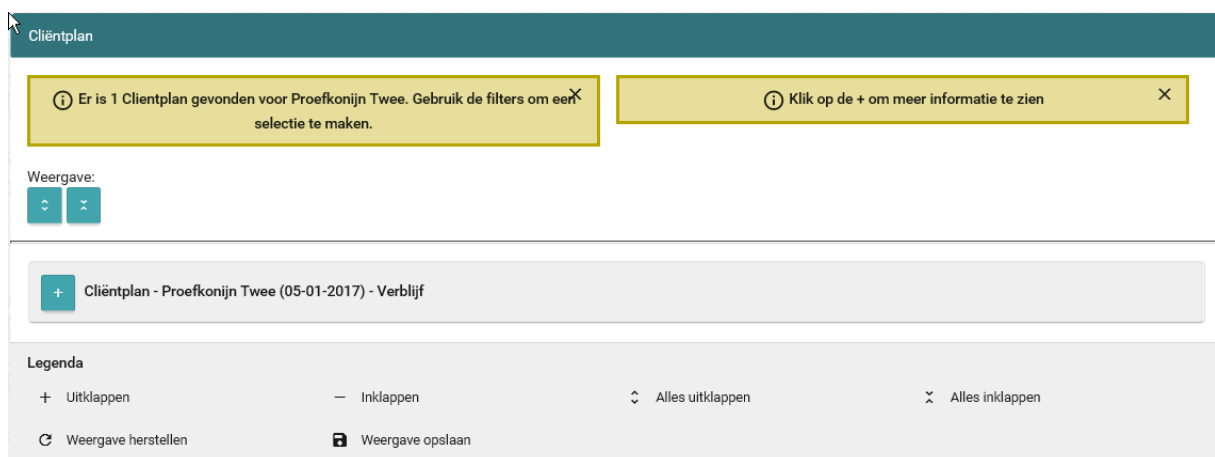 Cliëntplan
Er is 1 Clientplan gevonden voor Proefkonijn Twee. Gebruik de filters om een
selectie te maken.
Klik op de + om meer informatie te zien
Weergave:
Cliëntplan - Proefkonijn Twee (05-01-2017) - Verblijf
Legenda
Uitklappen
Inklappen
Alles uitklappen
Alles inklappen
Weergave herstellen
Weergave opslaan